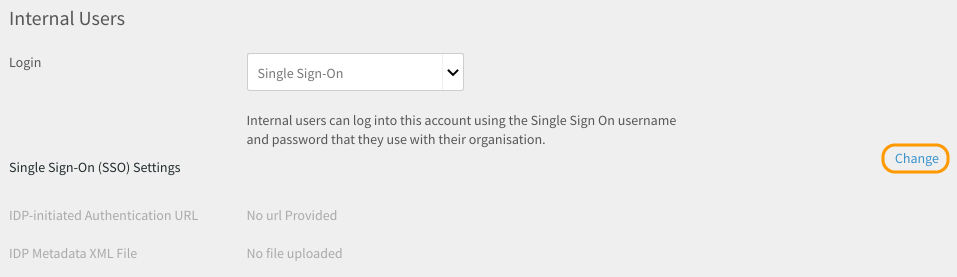 Internal Users
Login
Single Sign-On
Internal users can log into this account using the Single Sign On username
and password that they use with their organisation.
Change
Single Sign-On (SSO) Settings
IDP-initiated Authentication URL No url Provided
IDP Metadata XML File No file uploaded